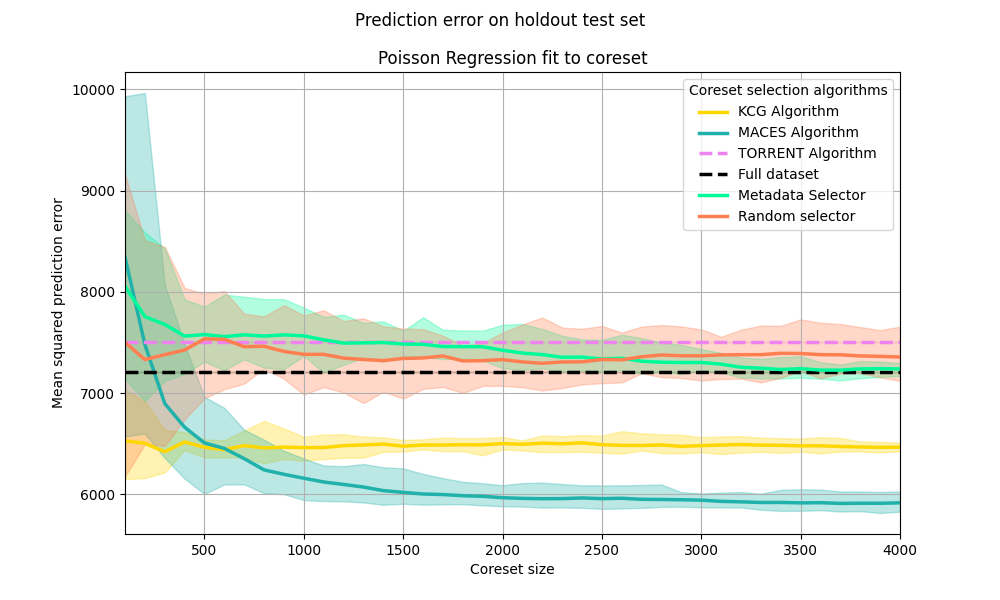 Prediction error on holdout test set
Poisson Regression fit to coreset
Mean squared prediction error
10000
9000
8000
7000
6000
Coreset selection algorithms
KCG Algorithm
MACES Algorithm
TORRENT Algorithm
Full dataset
Metadata Selector
Random selector
500
1000
1500
2000
2500
3000
3500
4000
Coreset size